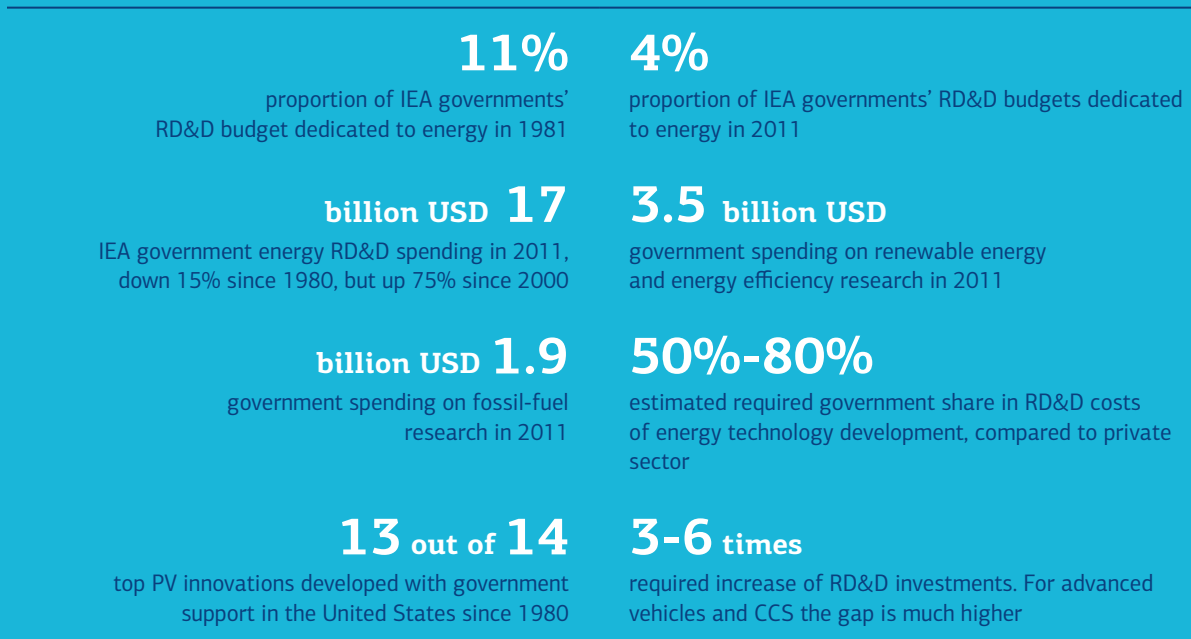 11%
proportion of IEA governments’
RD&D budget dedicated to energy in 1981
4%
proportion of IEA governments’ RD&D budgets dedicated
to energy in 2011
billion USD 17
IEA government energy RD&D spending in 2011,
down 15% since 1980, but up 75% since 2000
3.5 billion USD
government spending on renewable energy
and energy efficiency research in 2011
billion USD 1.9
government spending on fossil-fuel
research in 2011
50%-80%
estimated required government share in RD&D costs
of energy technology development, compared to private
sector
13 out of 14
top PV innovations developed with government
support in the United States since 1980
3-6 times
required increase of RD&D investments. For advanced
vehicles and CCS the gap is much higher